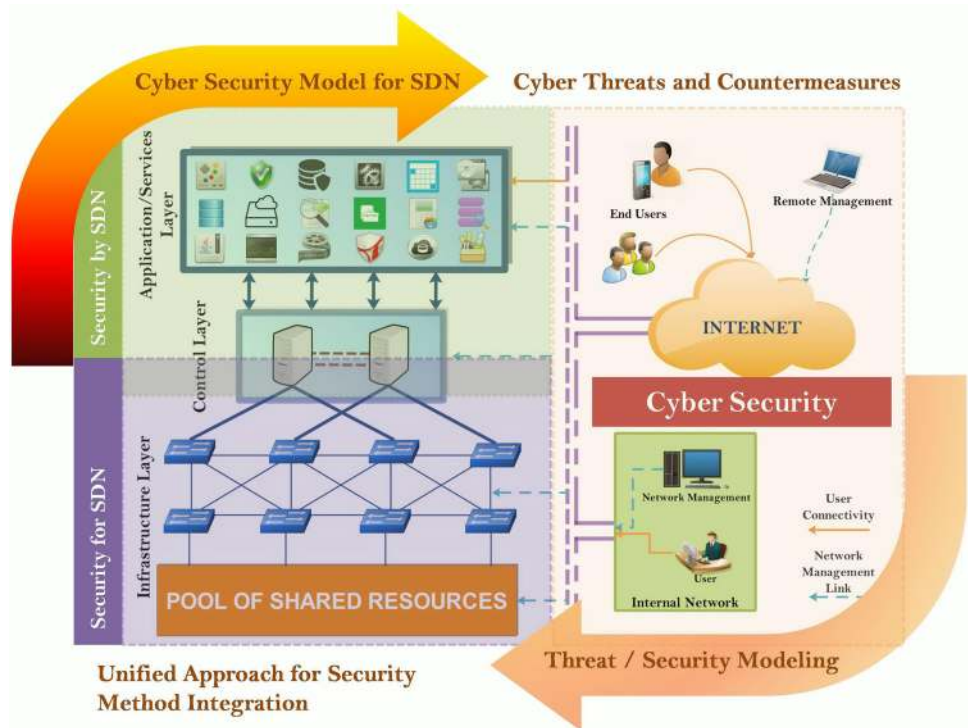 Cyber Security Model for SDN
Cyber Threats and Countermeasures
Security by SDN
Application/Services
Layer
End Users
Remote Management
INTERNET
Control Layer
Cyber Security
Security for SDN
Infrastructure Layer
Network Management
User
Internal Network
User
Connectivity
Network
Management
Link
POOL OF SHARED RESOURCES
Threat / Security Modeling
Unified Approach for Security
Method Integration